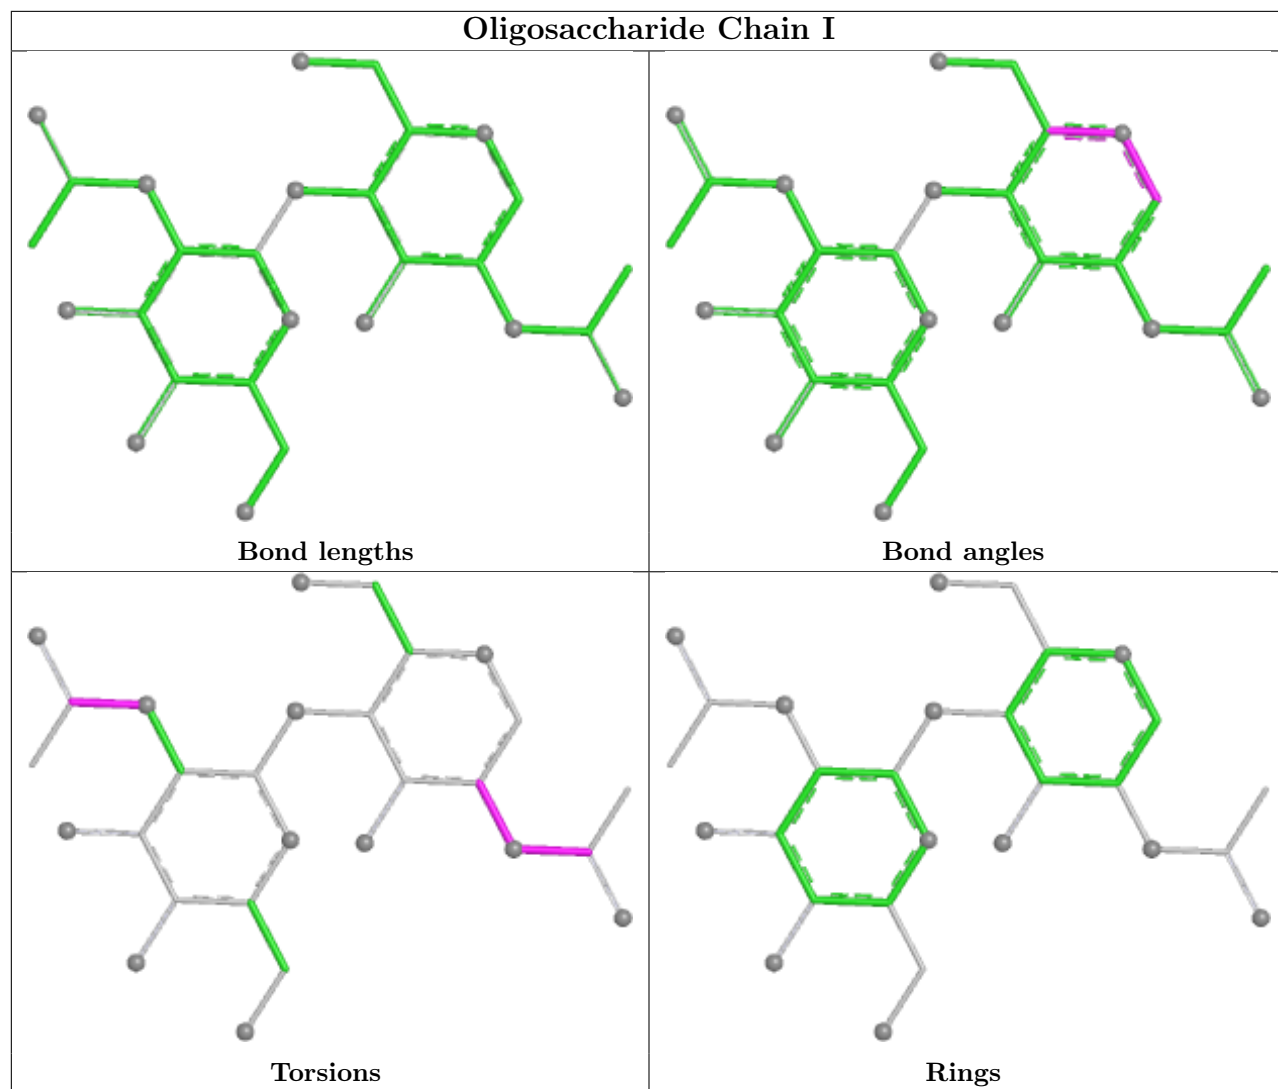 Oligosaccharide Chain I
Bond lengths
Bond angles
Torsions
Rings